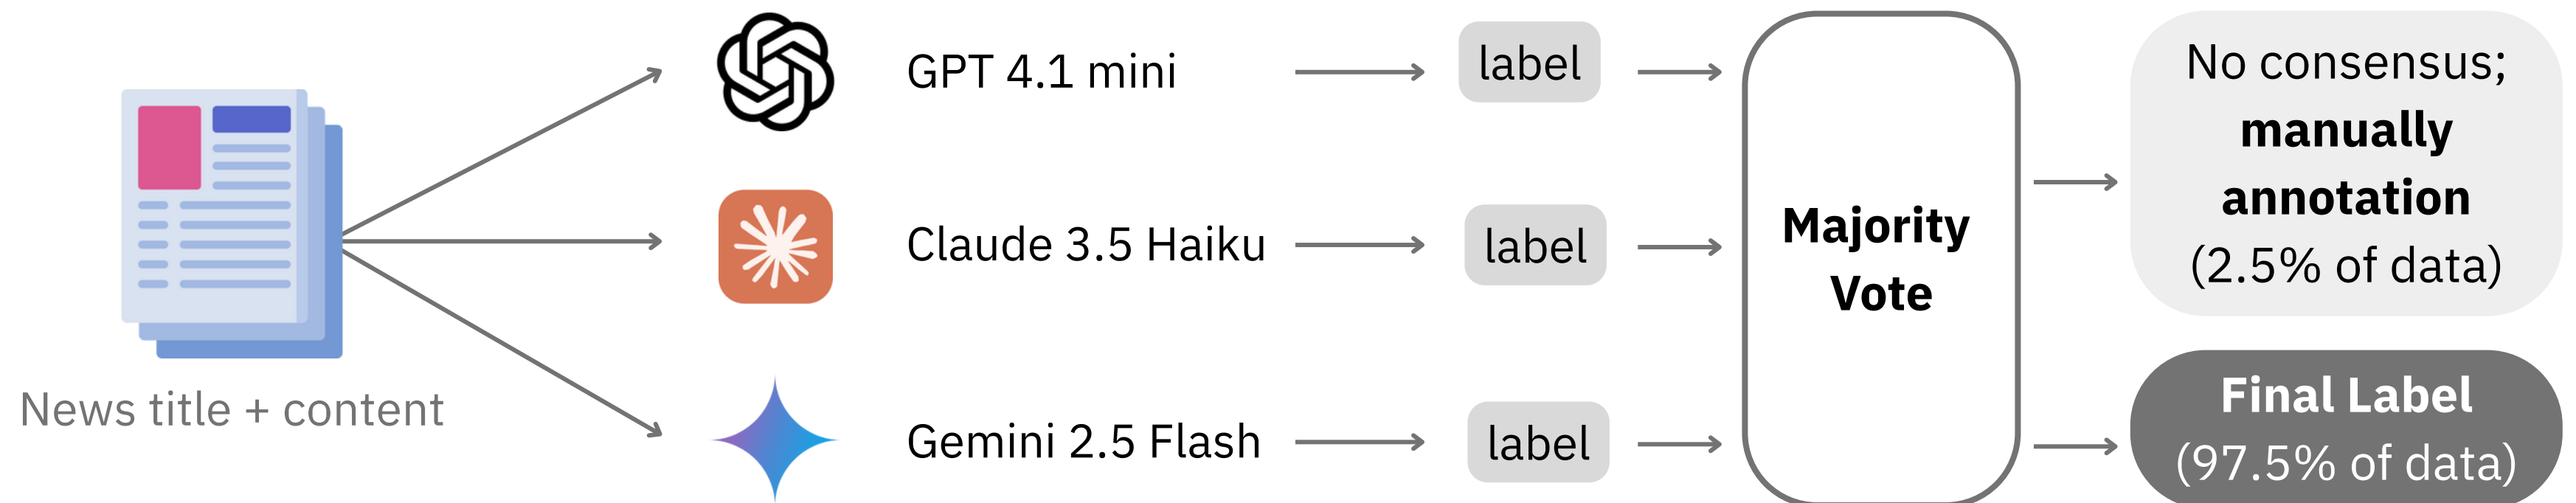 News title + content
GPT 4.1 mini
label
Claude 3.5 Haiku
label
Gemini 2.5 Flash
label
Majority
Vote
No consensus;
manually
annotation
(2.5% of data)
Final Label
(97.5% of data)